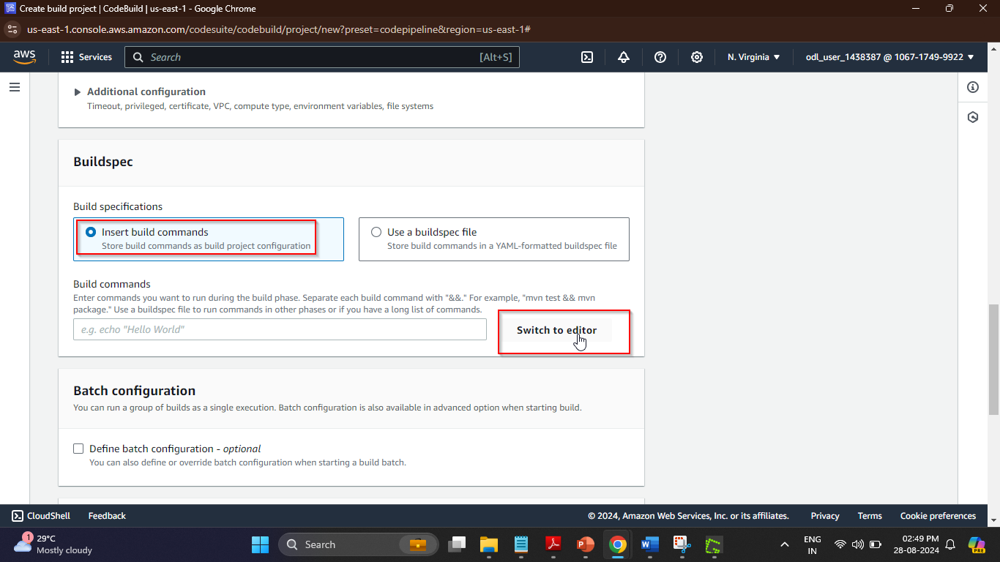 Create build project | CodeBuild | us-east-1 - Google Chrome
us-east-1.console.aws.amazon.com/codesuite/codebuild/project/new?preset=codepipeline&region=us-east-1#
aws
Services
Search
[Alt+S]
N. Virginia
odl_user_1438387 @ 1067-1749-9922
Additional configuration
Timeout, privileged, certificate, VPC, compute type, environment variables, file systems
Buildspec
Build specifications
Insert build commands
Store build commands as build project configuration
Use a buildspec file
Store build commands in a YAML-formatted buildspec file
Build commands
Enter commands you want to run during the build phase. Separate each build command with "&&." For example, "mvn test && mvn
package." Use a buildspec file to run commands in other phases or if you have a long list of commands.
e.g. echo "Hello World"
Switch to editor
Batch configuration
You can run a group of builds as a single execution. Batch configuration is also available in advanced option when starting build.
Define batch configuration - optional
You can also define or override batch configuration when starting a build batch.
CloudShell
Feedback
© 2024, Amazon Web Services, Inc. or its affiliates.
Privacy
Terms
Cookie preferences
1
29°C
Mostly cloudy
Search
ENG
IN
02:49 PM
28-08-2024
PRE